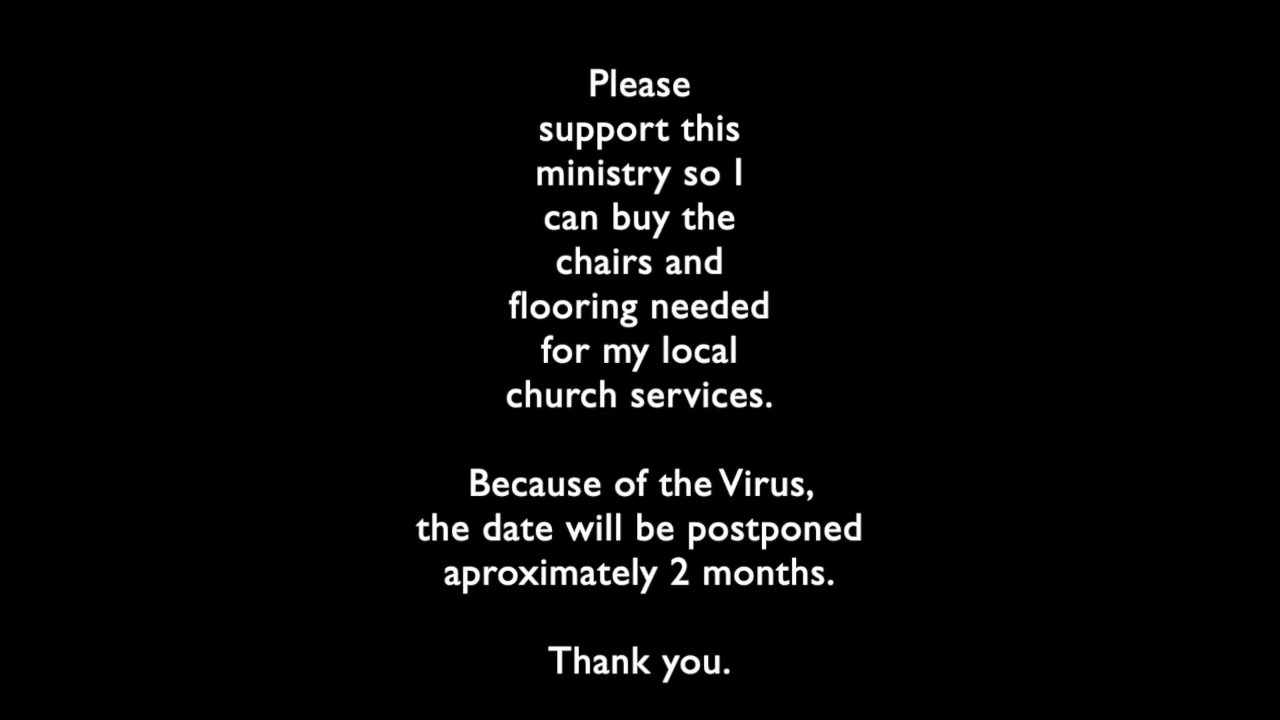 Please
support this
ministry so I
can buy the
chairs and
flooring needed
for my local
church services.
Because of the Virus,
the date will be postponed
aproximately 2 months.
Thank you.